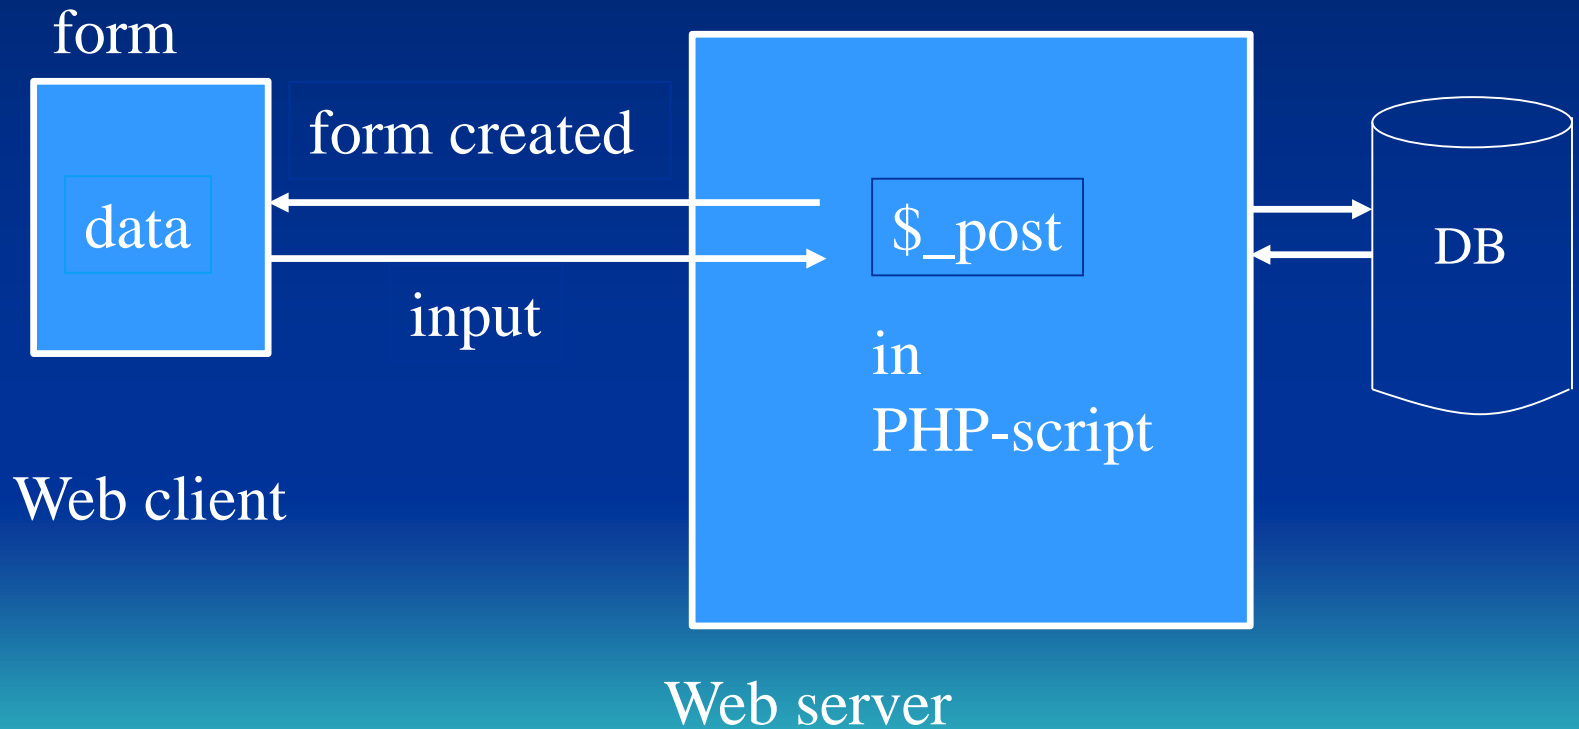 form
form created
data
input
Web client
$_post
in
PHP-script
DB
Web server